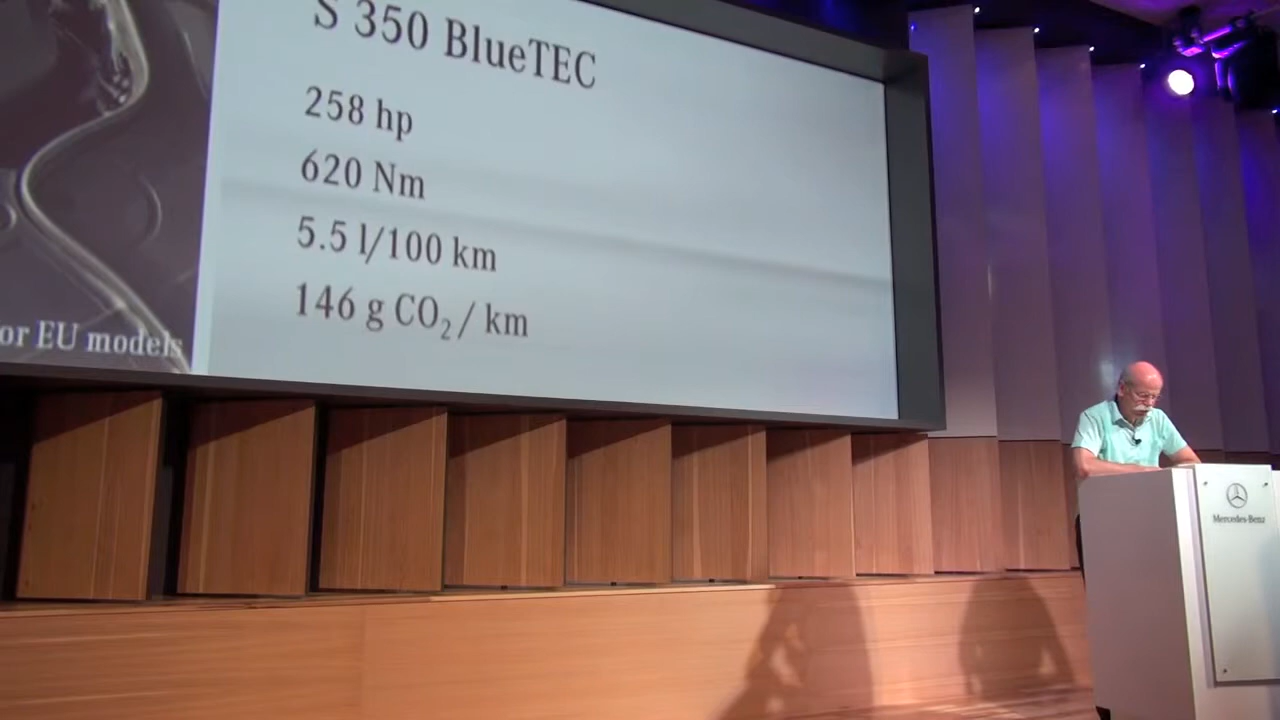 S 350 BlueTEC
258 hp
620 Nm
5.5 l/100 km
146 g CO₂ / km
or EU models
Mercedes-Benz